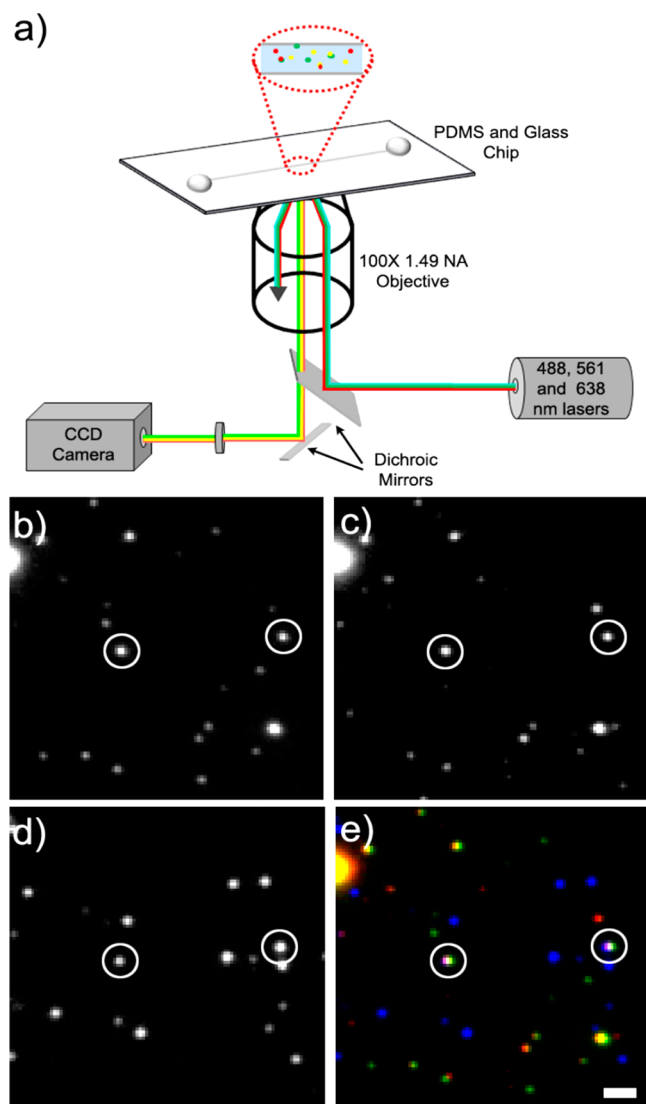 a)
PDMS and Glass
Chip
100X 1.49 NA
Objective
488, 561
and 638
nm lasers
CCD
Camera
Dichroic
Mirrors
b)
c)
d)
e)